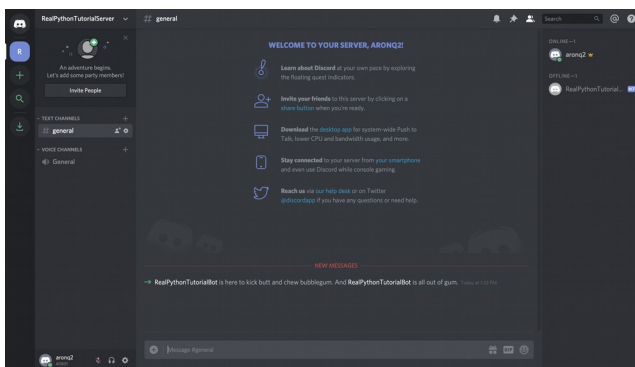 RealPythonTutorialServer
general
Search
R
An adventure begins.
Let's add some party members!
Invite People
TEXT CHANNELS
general
VOICE CHANNELS
General
WELCOME TO YOUR SERVER, ARONQ2!
Learn about Discord at your own pace by exploring
the floating quest indicators.
Invite your friends to this server by clicking on a
share button when you're ready.
Download the desktop app for system-wide Push to
Talk, lower CPU and bandwidth usage, and more.
Stay connected to your server from your smartphone
and even use Discord while console gaming.
Reach us via our help desk or on Twitter
@discordapp if you have any questions or need help.
NEW MESSAGES
RealPythonTutorialBot is here to kick butt and chew bubblegum. And RealPythonTutorialBot is all out of gum.
Message #general
GIF
ONLINE—1
aronq2
OFFLINE—1
RealPythonTutorial...
aronq2